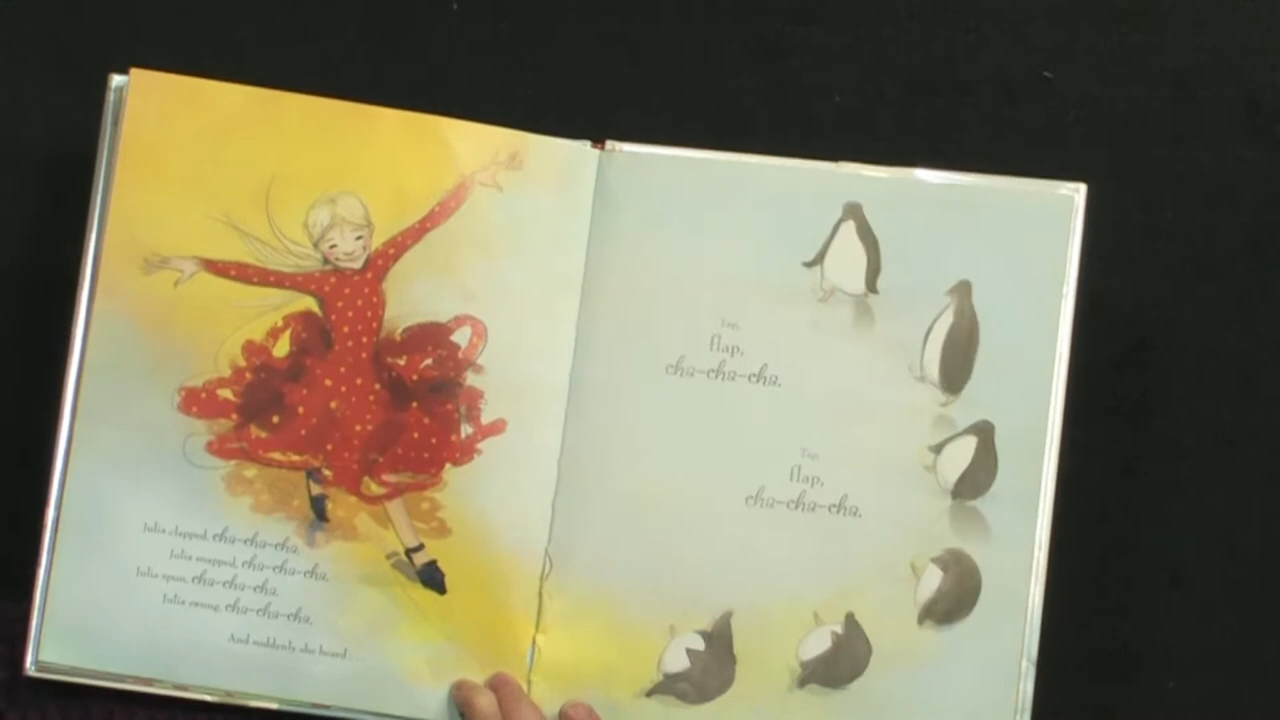 Julia clapped, cha-cha-cha.
Julia snapped, cha-cha-cha.
Julia spun, cha-cha-cha.
Julia swung, cha-cha-cha.
And suddenly she heard . . .
Tap,
flap,
cha-cha-cha.
Tap,
flap,
cha-cha-cha.